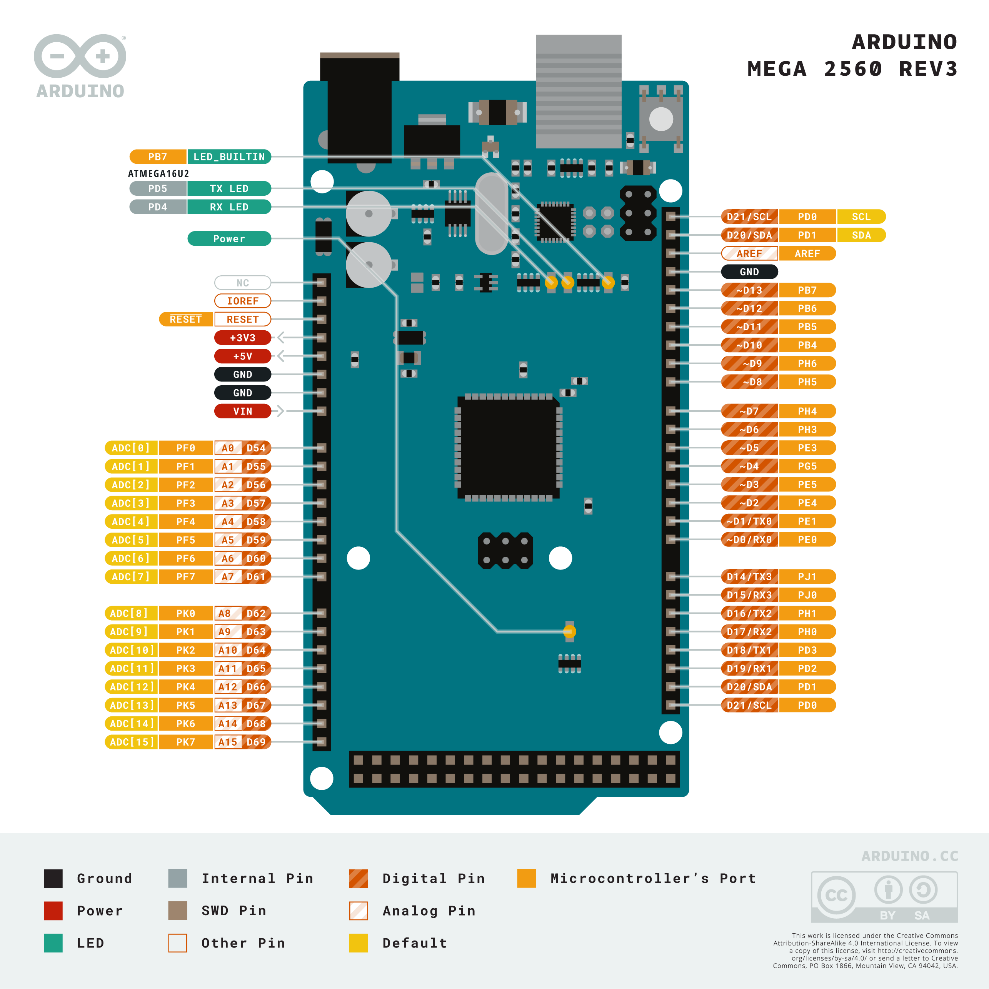 ARDUINO
ARDUINO
MEGA 2560 REV3
PB7 LED_BUILTIN
ATMEGA16U2
PD5 TX LED
PD4 RX LED
Power
NC
IOREF
RESET RESET
+3V3
+5V
GND
GND
VIN
ADC[0] PF0 A0 D54
ADC[1] PF1 A1 D55
ADC[2] PF2 A2 D56
ADC[3] PF3 A3 D57
ADC[4] PF4 A4 D58
ADC[5] PF5 A5 D59
ADC[6] PF6 A6 D60
ADC[7] PF7 A7 D61
ADC[8] PK0 A8 D62
ADC[9] PK1 A9 D63
ADC[10] PK2 A10 D64
ADC[11] PK3 A11 D65
ADC[12] PK4 A12 D66
ADC[13] PK5 A13 D67
ADC[14] PK6 A14 D68
ADC[15] PK7 A15 D69
D21/SCL PD0 SCL
D20/SDA PD1 SDA
AREF AREF
GND
~D13 PB7
~D12 PB6
~D11 PB5
~D10 PB4
~D9 PH6
~D8 PH5
~D7 PH4
~D6 PH3
~D5 PE3
~D4 PG5
~D3 PE5
~D2 PE4
~D1/TX0 PE1
~D0/RX0 PE0
D14/TX3 PJ1
D15/RX3 PJ0
D16/TX2 PH1
D17/RX2 PH0
D18/TX1 PD3
D19/RX1 PD2
D20/SDA PD1
D21/SCL PD0
Ground
Power
LED
Internal Pin
SWD Pin
Other Pin
Digital Pin
Analog Pin
Default
Microcontroller's Port
ARDUINO.CC
CC
BY SA
This work is licensed under the Creative Commons
Attribution-ShareAlike 4.0 International License. To view
a copy of this license, visit http://creativecommons.
org/licenses/by-sa/4.0/ or send a letter to Creative
Commons, PO Box 1866, Mountain View, CA 94042, USA.